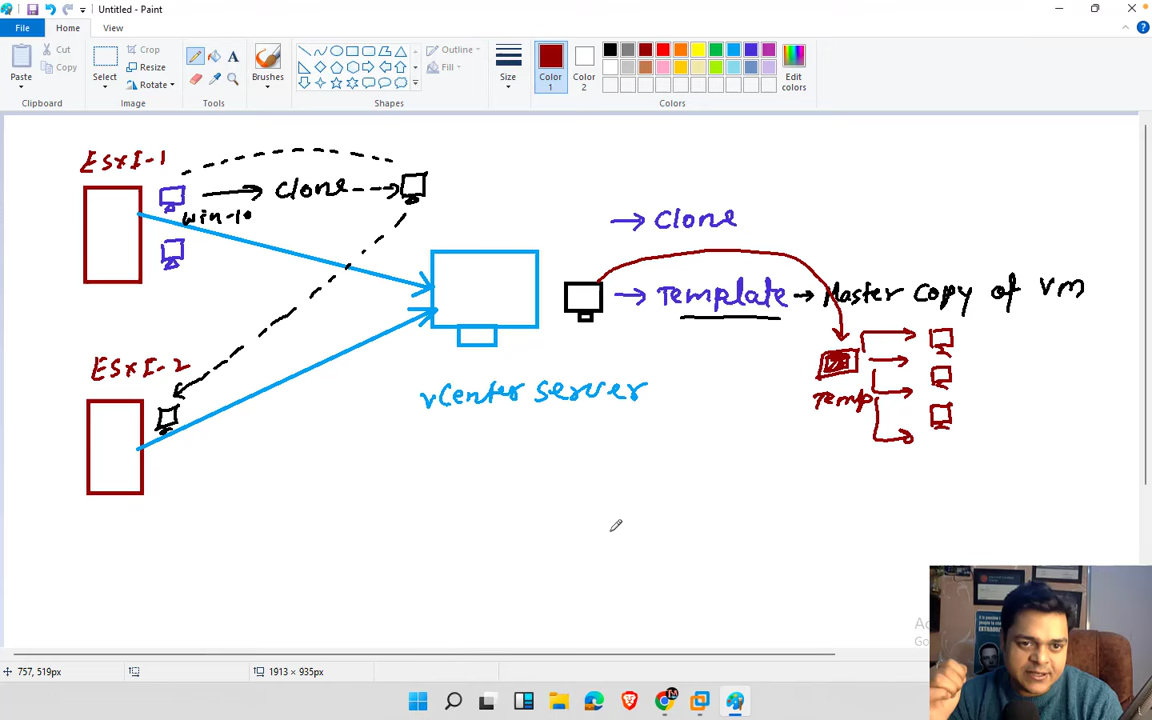 Untitled - Paint
File
Home
View
Paste
Cut
Copy
Clipboard
Select
Crop
Resize
Rotate
Image
Tools
Brushes
Outline
Fill
Shapes
Size
Color 1
Color 2
Edit colors
Colors
ESXI-1
win-10
Clone
ESXI-2
vCenter server
Clone
Template
Master copy of vm
Temp
757, 519px
1913 × 935px